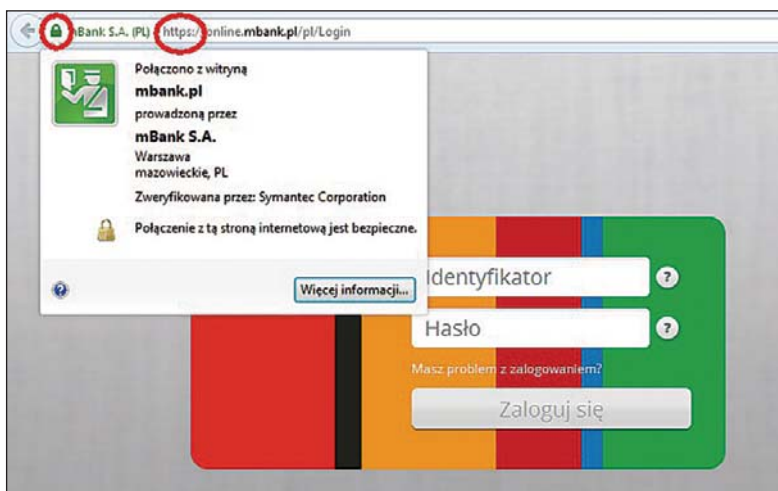 mBank S.A. (PL) https://online.mbank.pl/pl/Login
Połączono z witryną
mbank.pl
prowadzoną przez
mBank S.A.
Warszawa
mazowieckie, PL
Zweryfikowana przez: Symantec Corporation
Połączenie z tą stroną internetową jest bezpieczne.
Więcej informacji...
Identyfikator
Hasło
Masz problem z zalogowaniem?
Zaloguj się